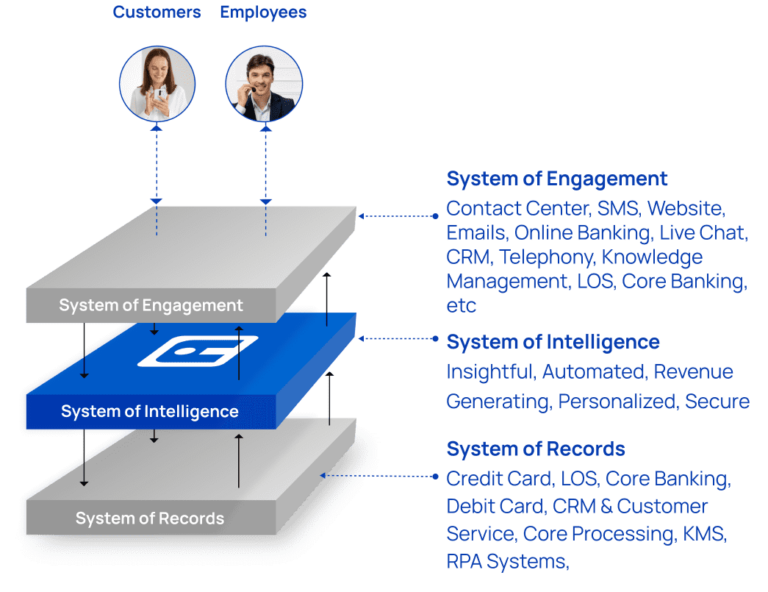 Customers
Employees
System of Engagement
Contact Center, SMS, Website,
Emails, Online Banking, Live Chat,
CRM, Telephony, Knowledge
Management, LOS, Core Banking,
etc
System of Engagement
System of Intelligence
Insightful, Automated, Revenue
Generating, Personalized, Secure
System of Intelligence
System of Records
Credit Card, LOS, Core Banking,
Debit Card, CRM & Customer
Service, Core Processing, KMS,
RPA Systems,
System of Records